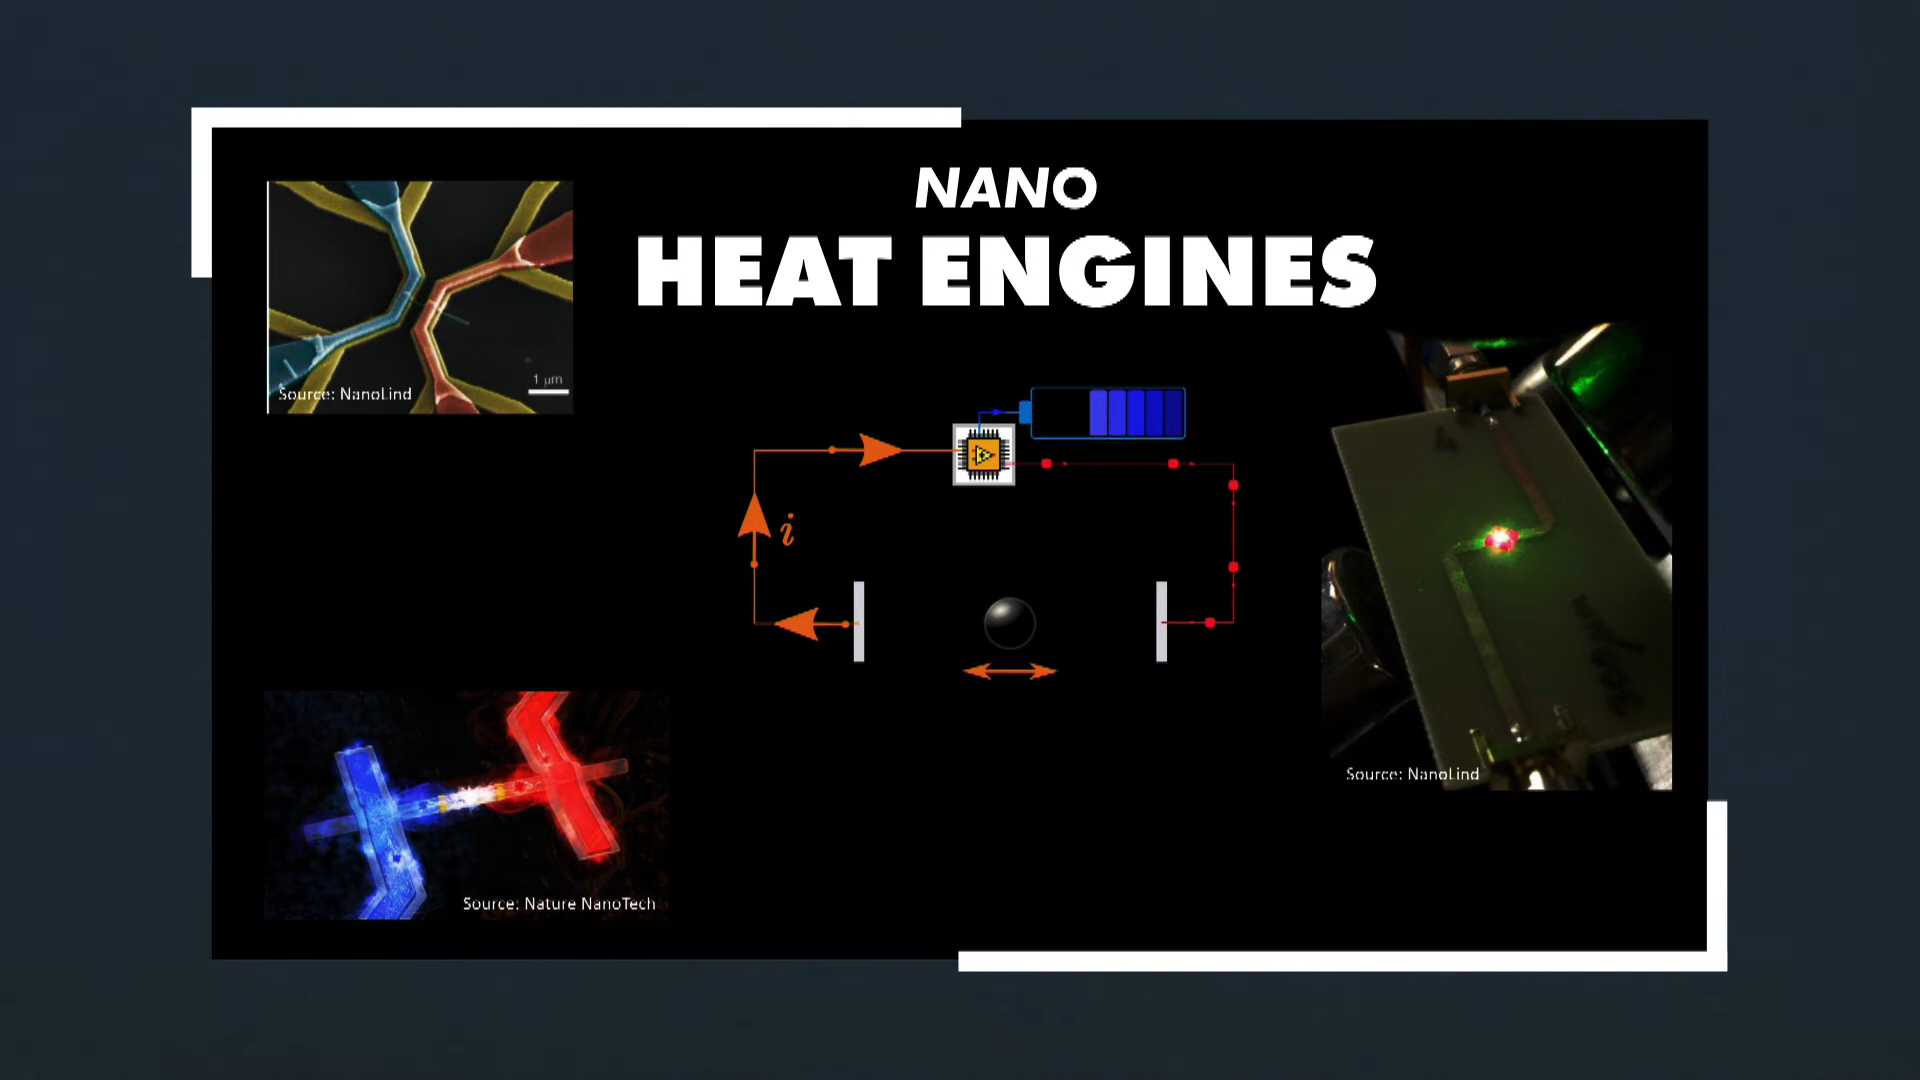 NANO
HEAT ENGINES
1 μm
Source: NanoLind
i
Source: NanoLind
Source: Nature NanoTech